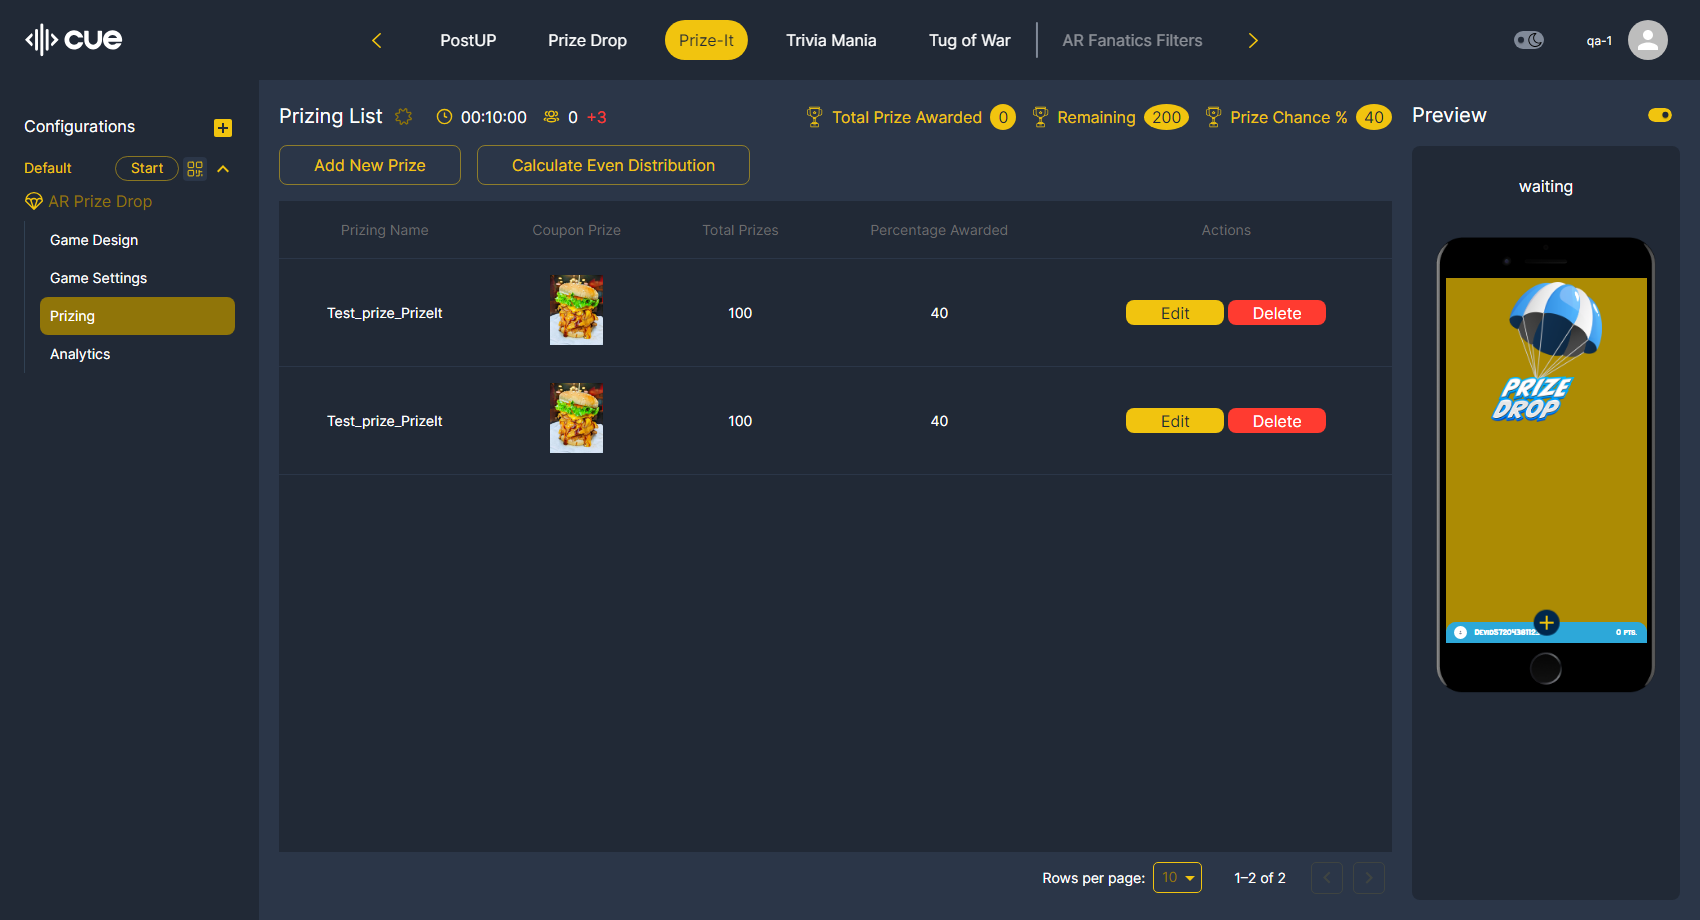 cue
PostUP
Prize Drop
Prize-It
Trivia Mania
Tug of War
AR Fanatics Filters
qa-1
Configurations
Default
Start
AR Prize Drop
Game Design
Game Settings
Prizing
Analytics
Prizing List
00:10:00
0 +3
Total Prize Awarded 0
Remaining 200
Prize Chance % 40
Add New Prize
Calculate Even Distribution
Prizing Name Coupon Prize Total Prizes Percentage Awarded Actions
Test_prize_PrizeIt 100 40 Edit Delete
Test_prize_PrizeIt 100 40 Edit Delete
Rows per page: 10 1–2 of 2
Preview
waiting
PRIZE
DROP
0 PTS.